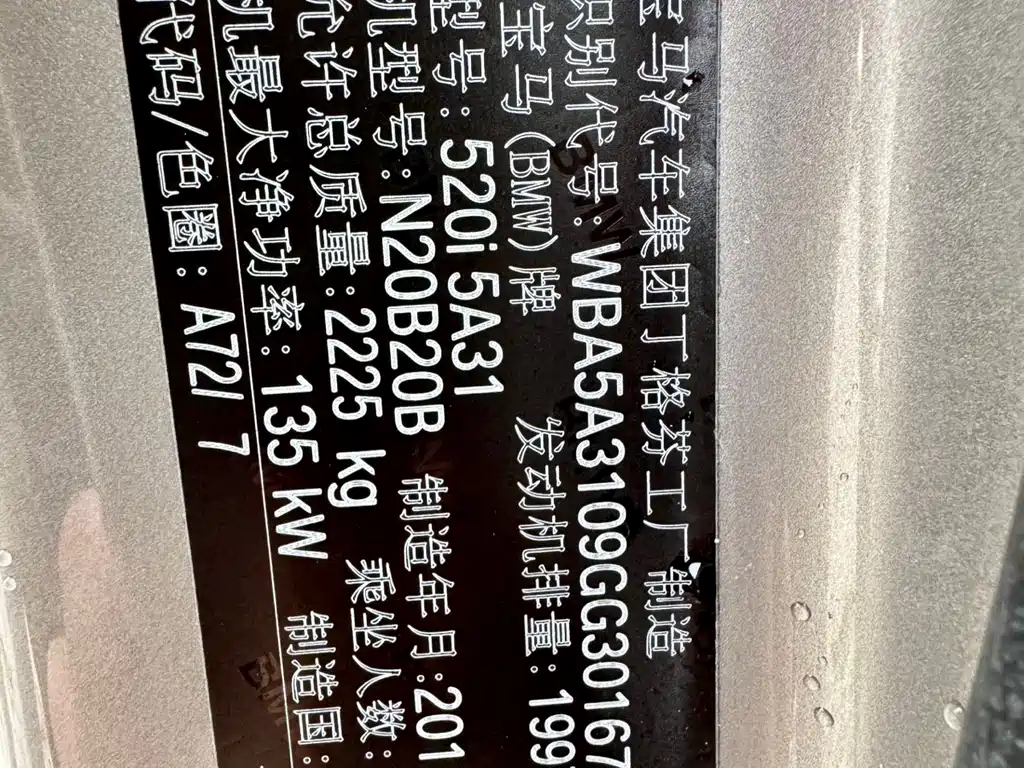 宝马汽车集团丁格芬工厂 制造
识别代号:WBA5A3109GG30167
宝马(BMW)牌 发动机排量:199
型号:520i 5A31
机型号:N20B20B 制造年月:201
允许总质量:2225 kg 乘坐人数:
机最大净功率:135 kW 制造国:
代码/色圈:A72I 7